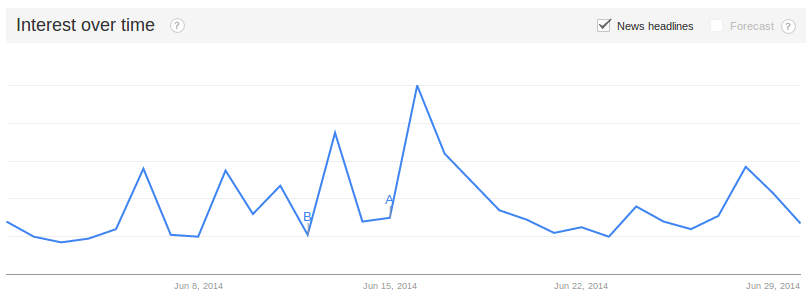 Interest over time ?
News headlines Forecast ?
A
B
Jun 8, 2014 Jun 15, 2014 Jun 22, 2014 Jun 29, 2014